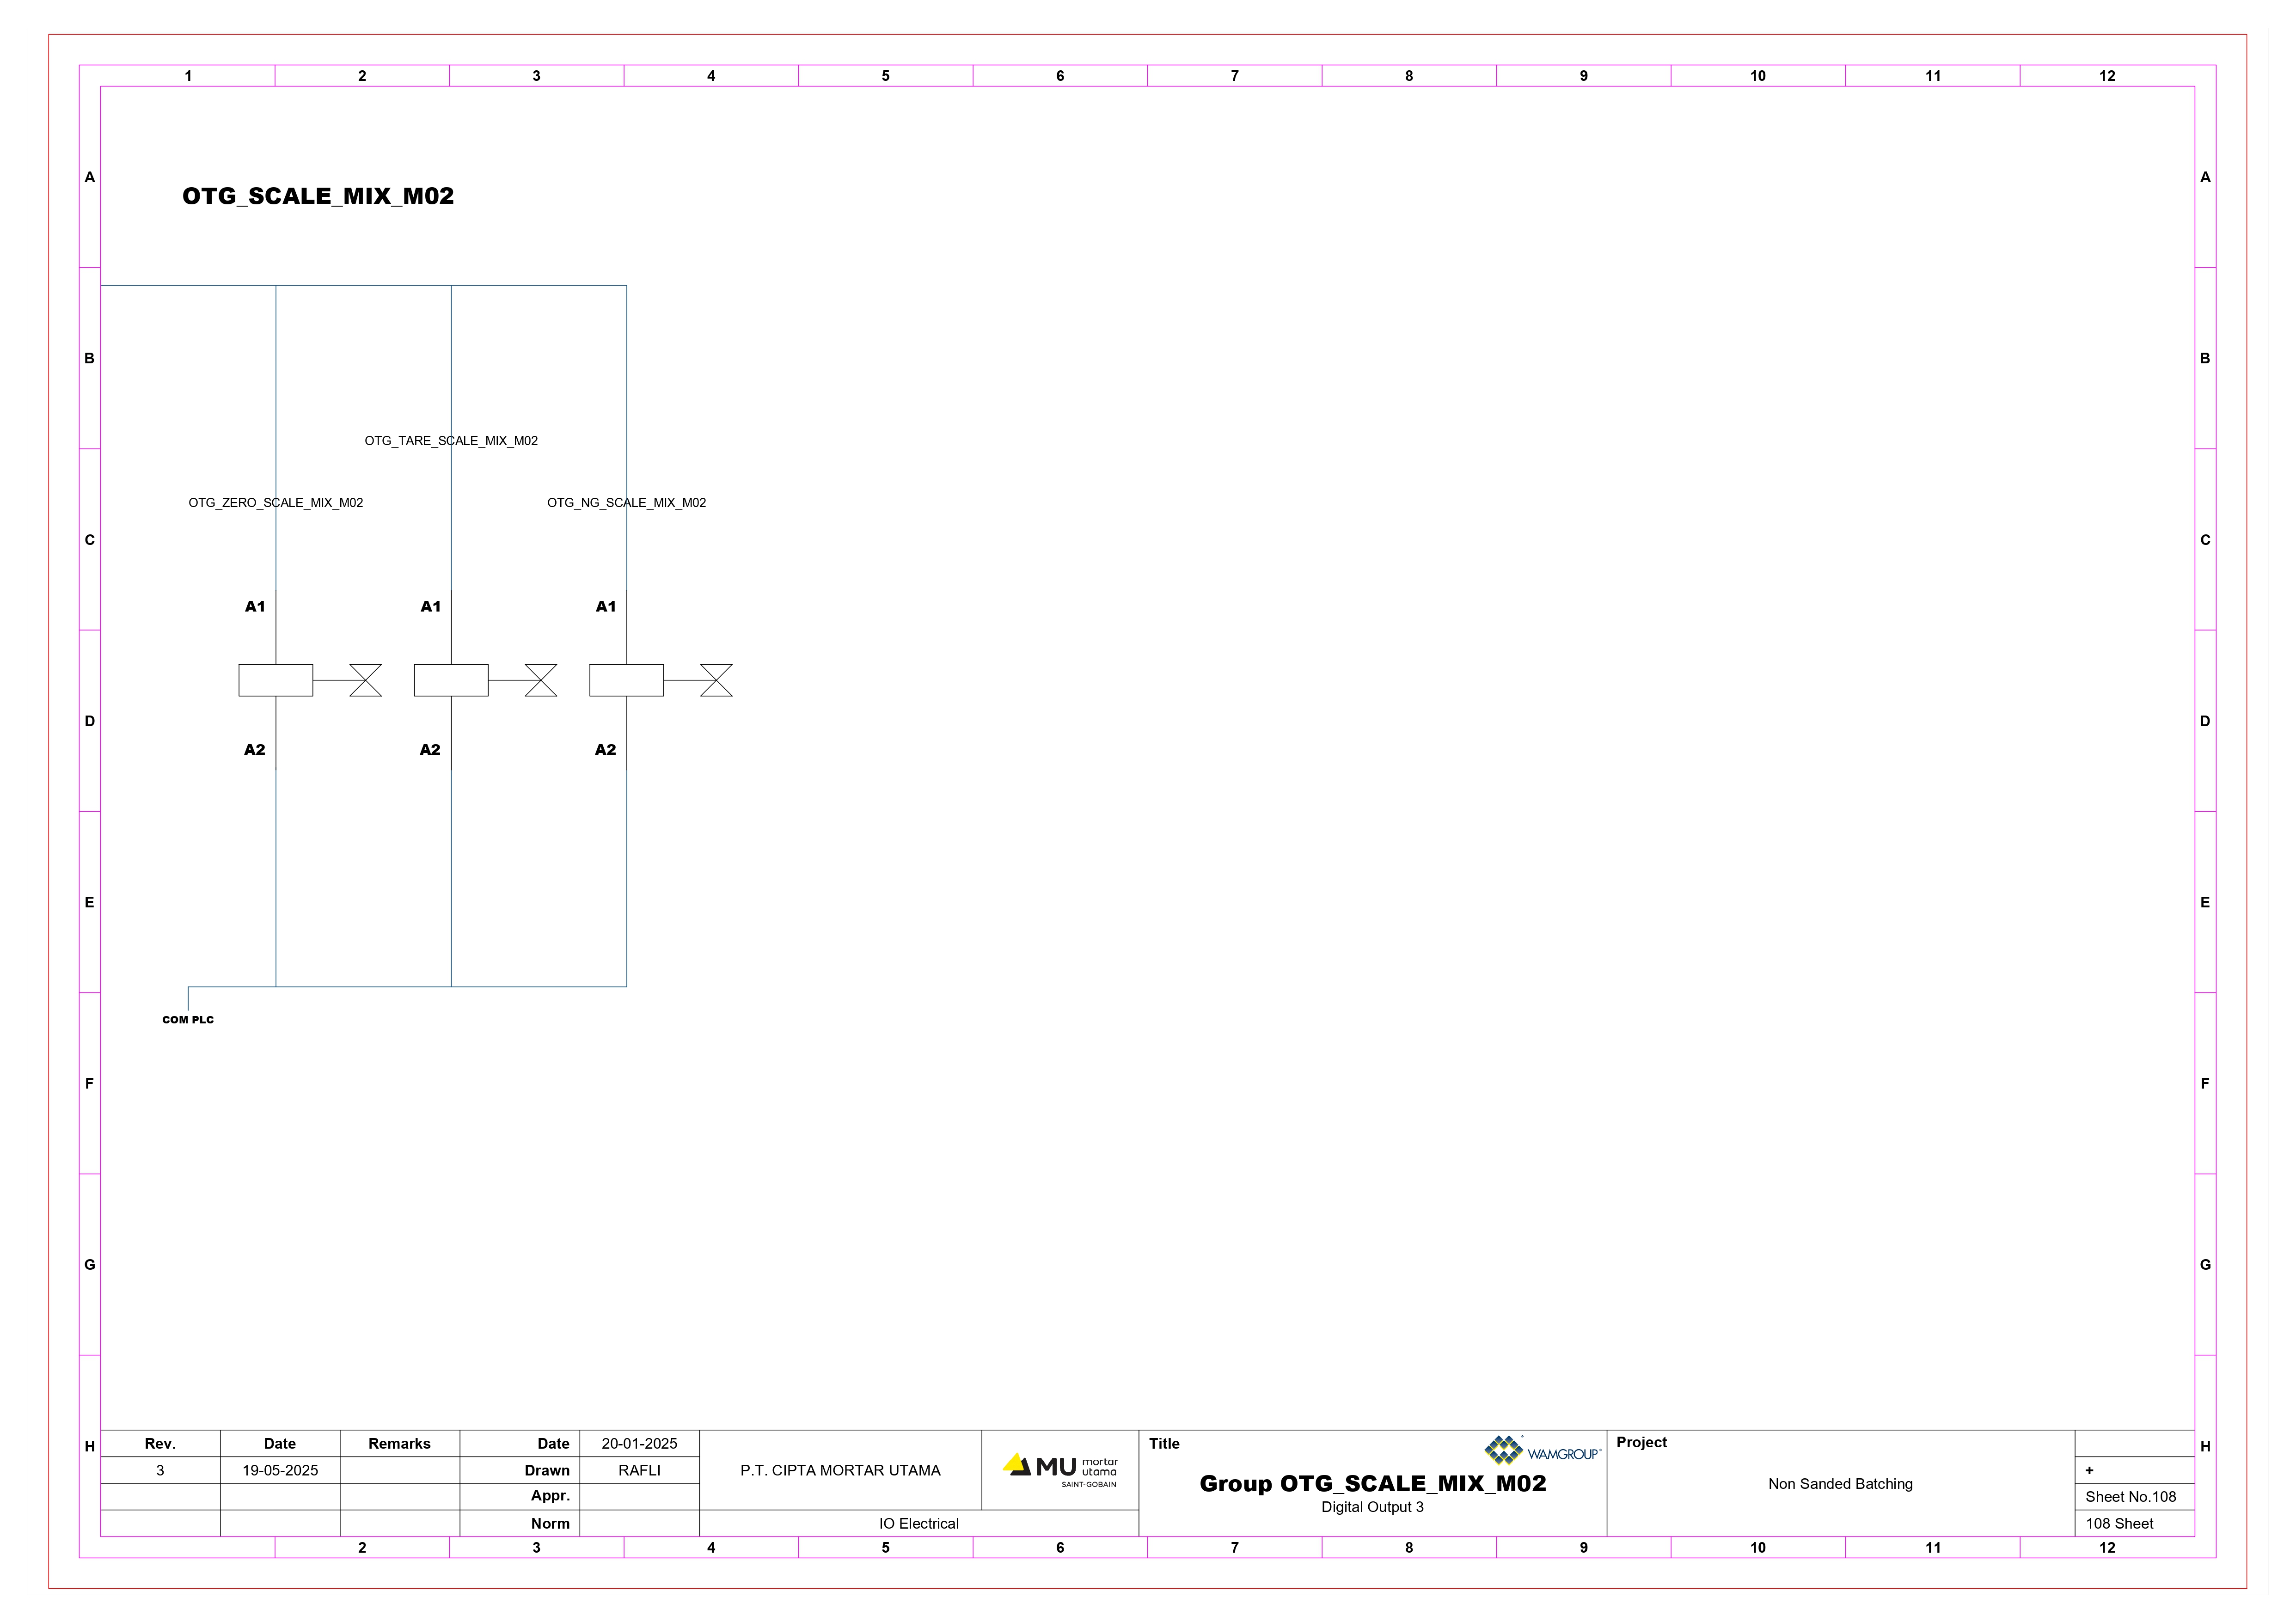 1 2 3 4 5 6 7 8 9 10 11 12
A A
OTG_SCALE_MIX_M02
B B
OTG_TARE_SCALE_MIX_M02
OTG_ZERO_SCALE_MIX_M02 OTG_NG_SCALE_MIX_M02
C C
A1 A1 A1
D D
A2 A2 A2
E E
COM PLC
F F
G G
H H
Rev. Date Remarks Date 20-01-2025
3 19-05-2025 Drawn RAFLI
Appr.
Norm
P.T. CIPTA MORTAR UTAMA
MU mortar
utama
SAINT-GOBAIN
IO Electrical
Title
WAMGROUP®
Group OTG_SCALE_MIX_M02
Digital Output 3
Project
Non Sanded Batching
+
Sheet No.108
108 Sheet
2 3 4 5 6 7 8 9 10 11 12